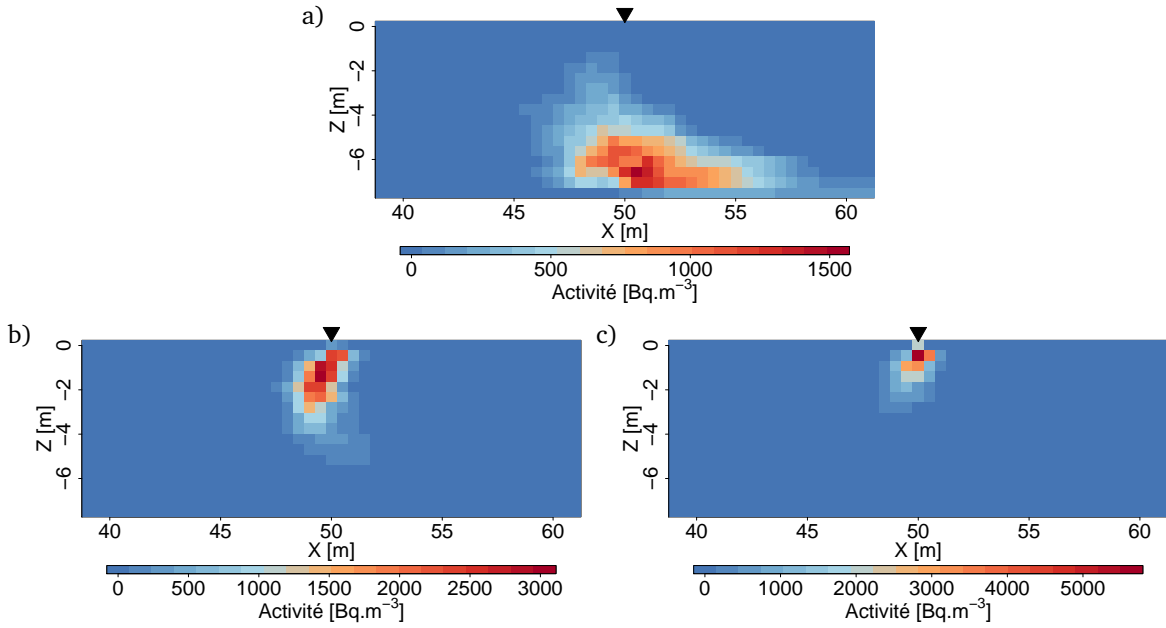 a)
0
−2
−4
−6
Z [m]
40 45 50 55 60
X [m]
0 500 1000 1500
Activité [Bq.m⁻³]
b)
0
−2
−4
−6
Z [m]
40 45 50 55 60
X [m]
0 500 1000 1500 2000 2500 3000
Activité [Bq.m⁻³]
c)
0
−2
−4
−6
Z [m]
40 45 50 55 60
X [m]
0 1000 2000 3000 4000 5000
Activité [Bq.m⁻³]